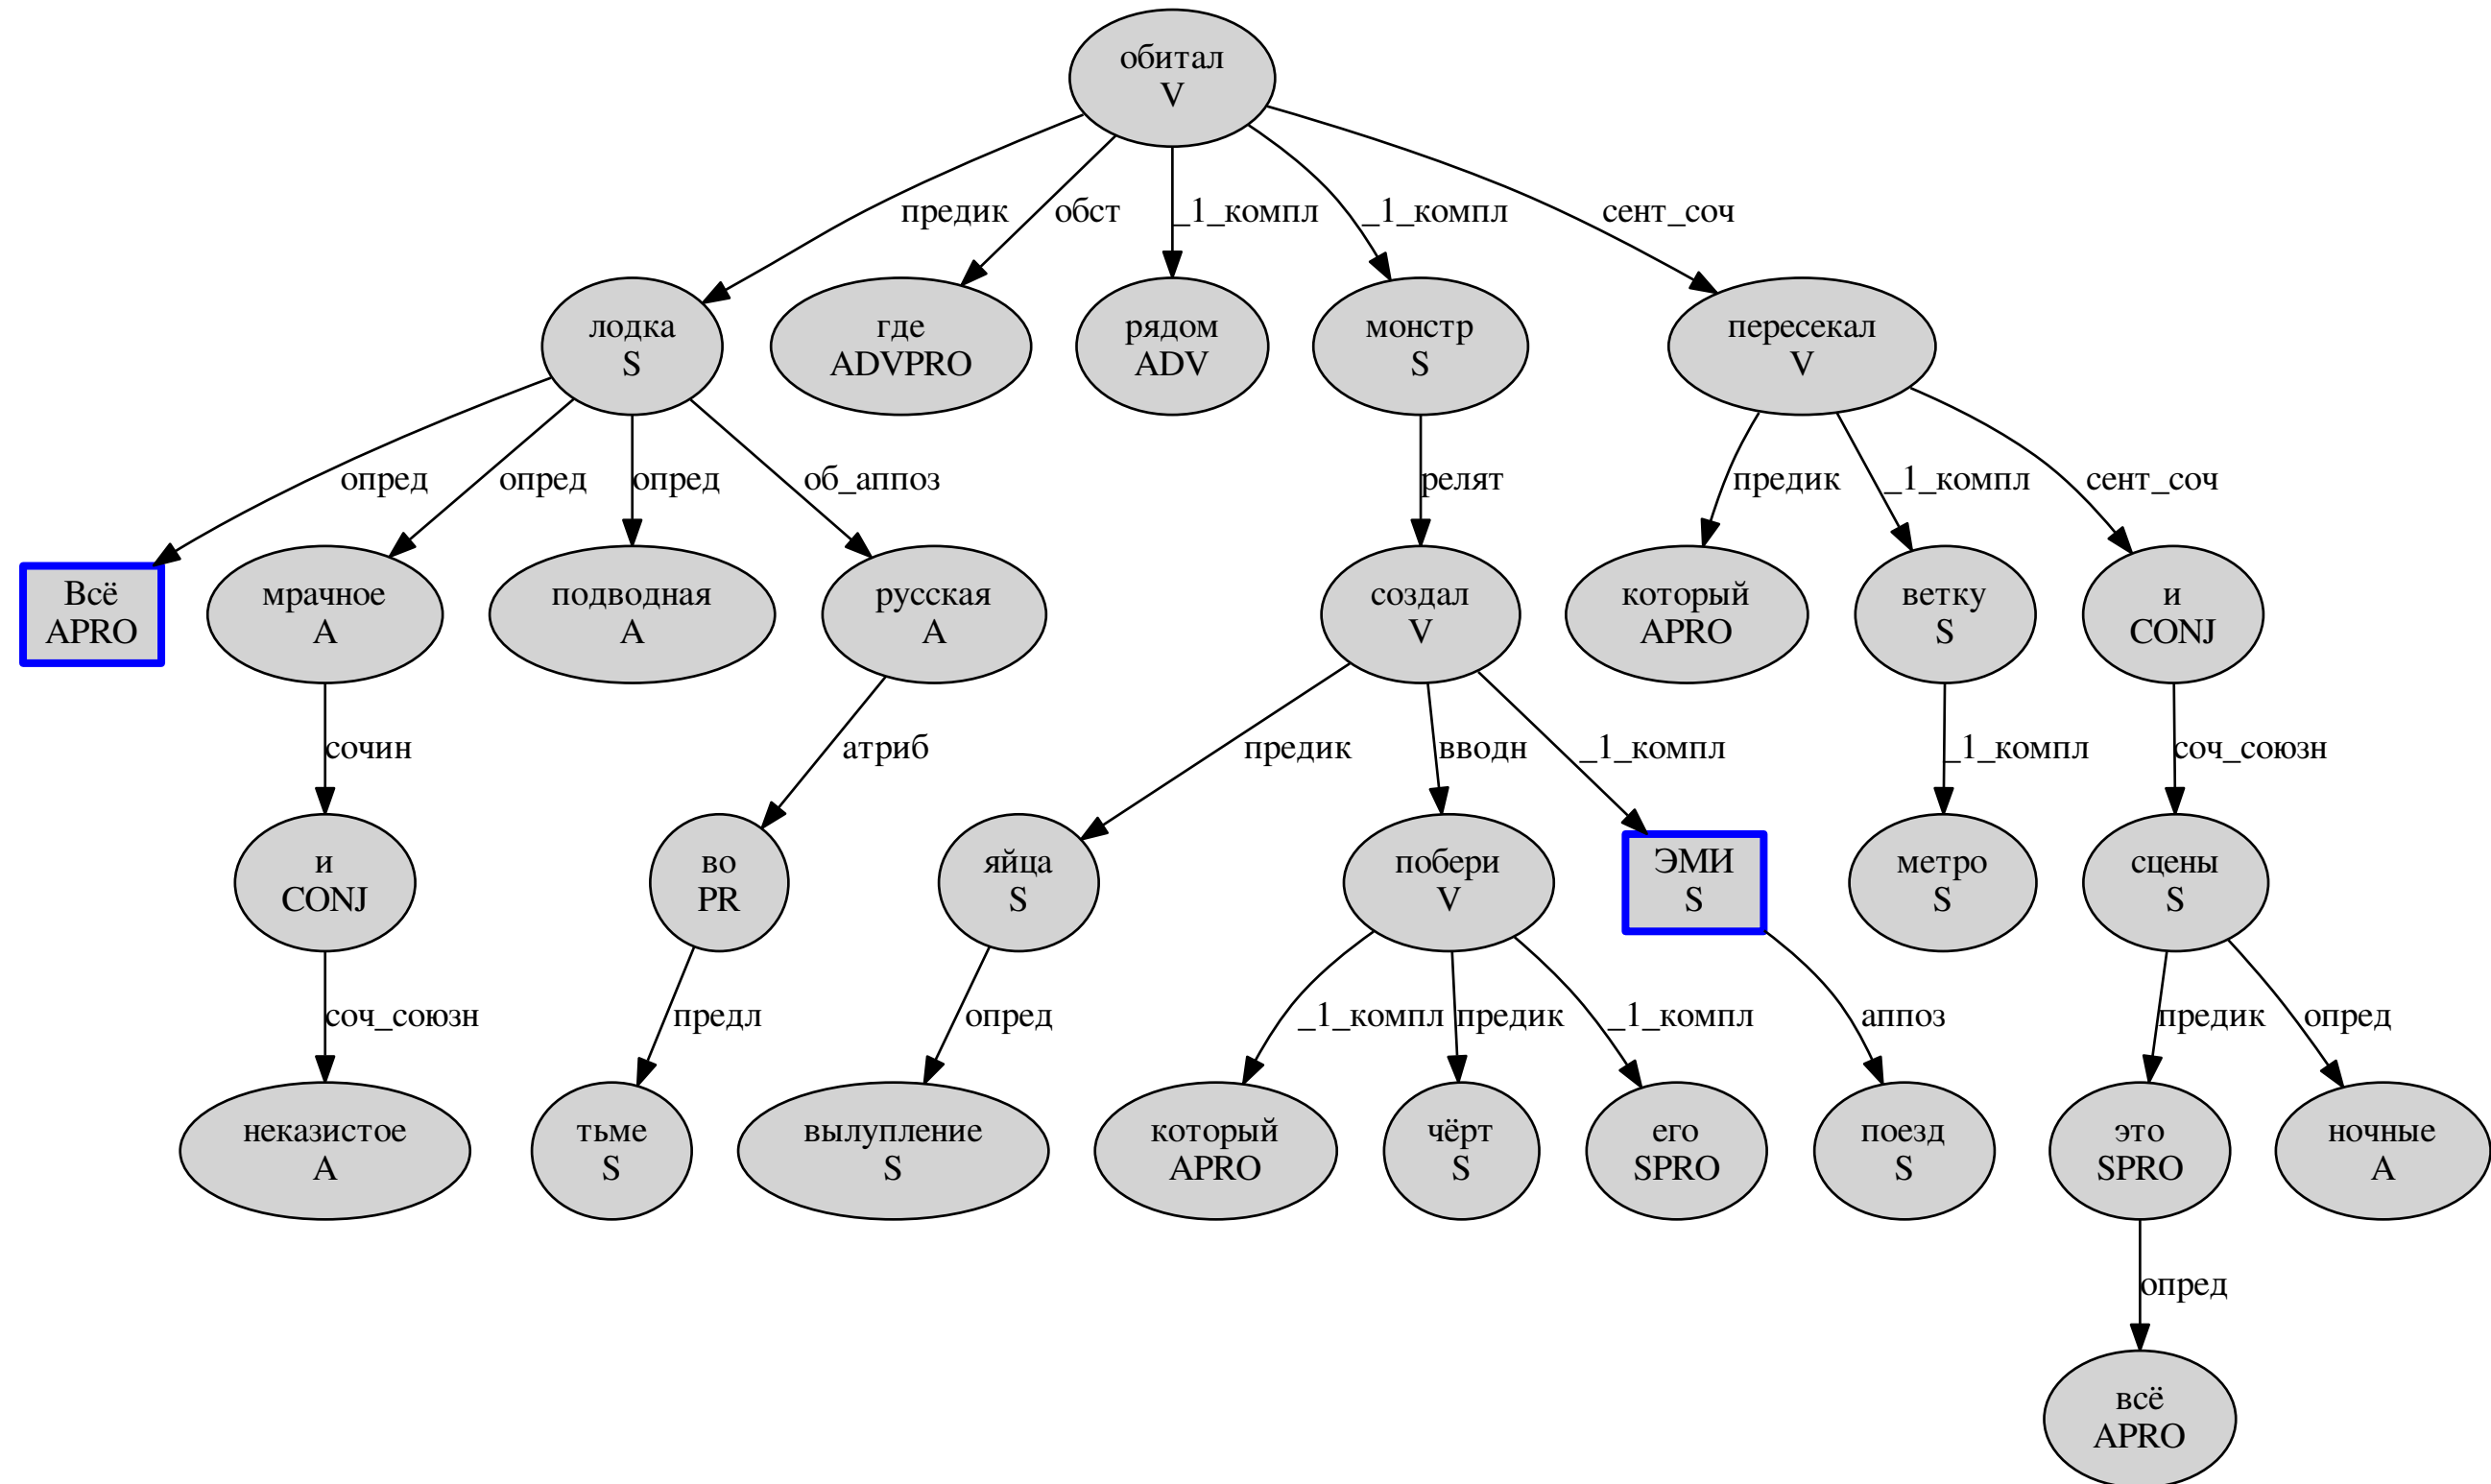 обитал
V
предик
обст
_1_компл
_1_компл
сент_соч
лодка
S
где
ADVPRO
рядом
ADV
монстр
S
пересекал
V
опред
опред
опред
об_аппоз
релят
предик
_1_компл
сент_соч
Всё
APRO
мрачное
A
подводная
A
русская
A
создал
V
который
APRO
ветку
S
и
CONJ
сочин
атриб
предик
вводн
_1_компл
_1_компл
соч_союзн
и
CONJ
во
PR
яйца
S
побери
V
ЭМИ
S
метро
S
сцены
S
соч_союзн
предл
опред
_1_компл
предик
_1_компл
аппоз
предик
опред
неказистое
A
тьме
S
вылупление
S
который
APRO
чёрт
S
его
SPRO
поезд
S
это
SPRO
ночные
A
опред
всё
APRO